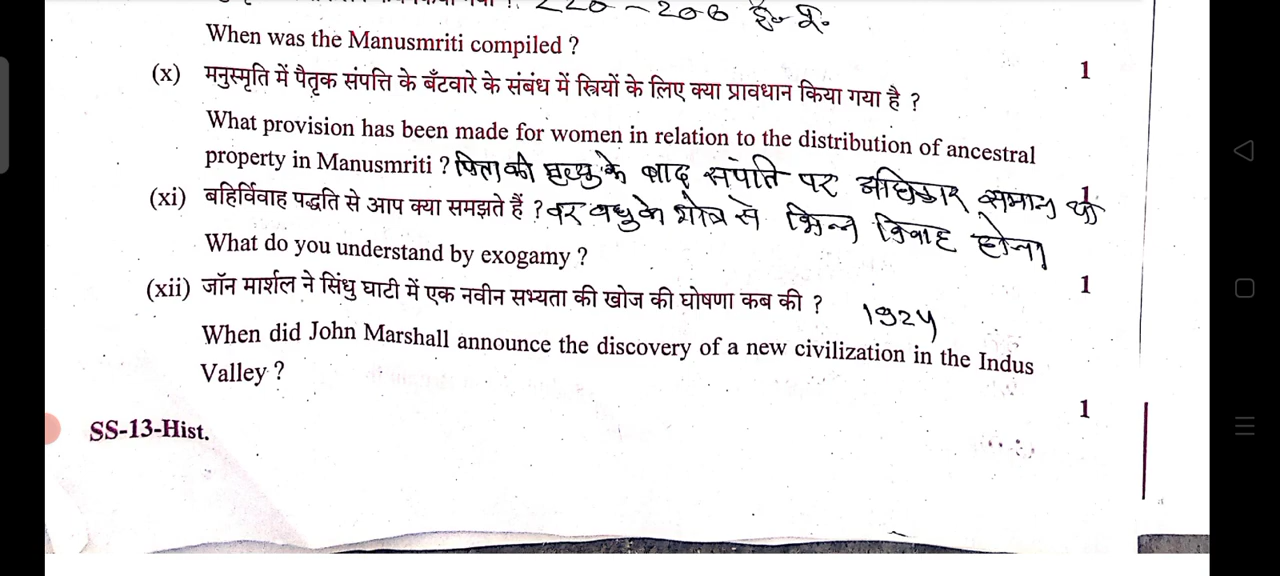 220-200 ई. पू.
When was the Manusmriti compiled ?
1
(x) मनुस्मृति में पैतृक संपत्ति के बँटवारे के संबंध में स्त्रियों के लिए क्या प्रावधान किया गया है ?
What provision has been made for women in relation to the distribution of ancestral
property in Manusmriti ? पिता की मृत्यु के बाद संपति पर अधिकार समान
1
(xi) बहिर्विवाह पद्धति से आप क्या समझते हैं ? वर वधु के गोत्र से भिन्न विवाह होना
What do you understand by exogamy ?
1
(xii) जॉन मार्शल ने सिंधु घाटी में एक नवीन सभ्यता की खोज की घोषणा कब की ? 1924
When did John Marshall announce the discovery of a new civilization in the Indus
Valley ?
1
SS-13-Hist.